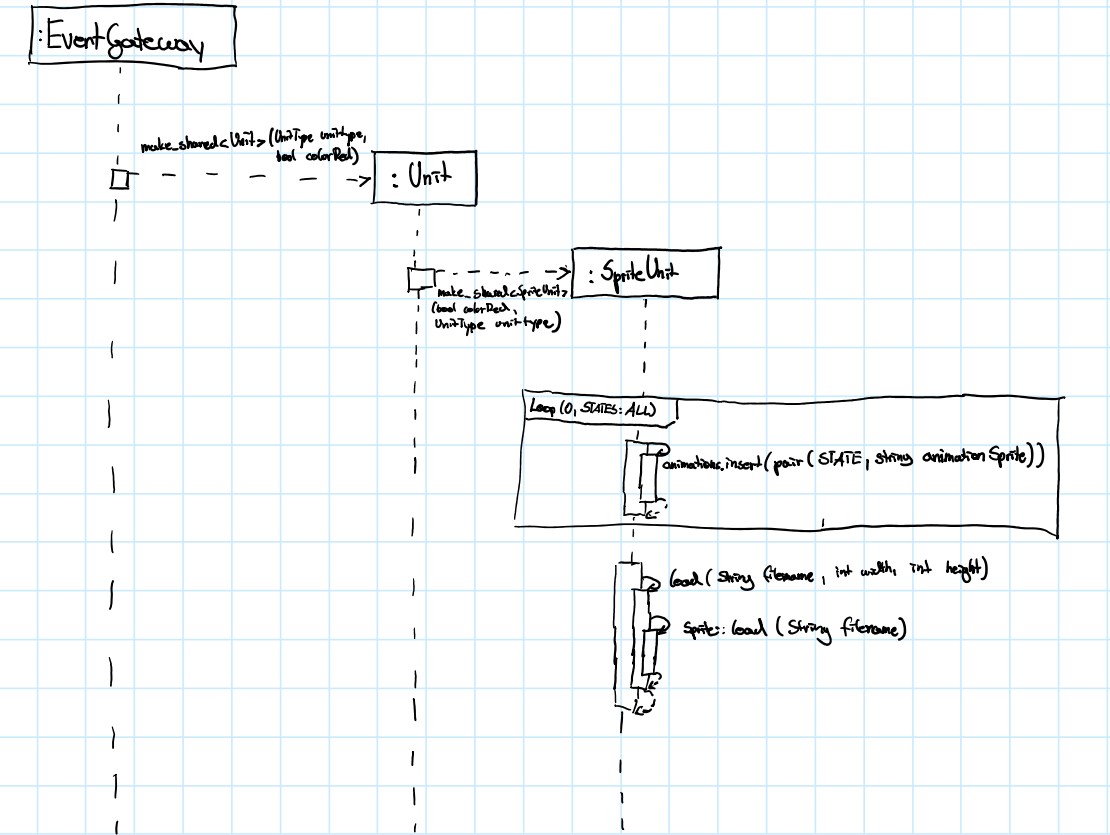 :EventGateway
make_shared<Unit>(UnitType unittype,
bool colorRed)
: Unit
: SpriteUnit
make_shared<SpriteUnit>
(bool colorRed,
UnitType unittype)
Loop (0, STATES::ALL)
animations.insert(pair(STATE, string animationSprite))
load(String filename, int width, int height)
Sprite::load (String filename)